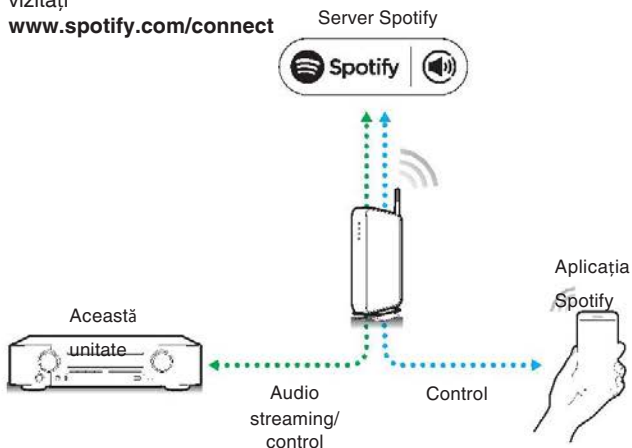 vizitați
www.spotify.com/connect
Server Spotify
Spotify
Aplicația
Spotify
Această
unitate
Audio
streaming/
control
Control